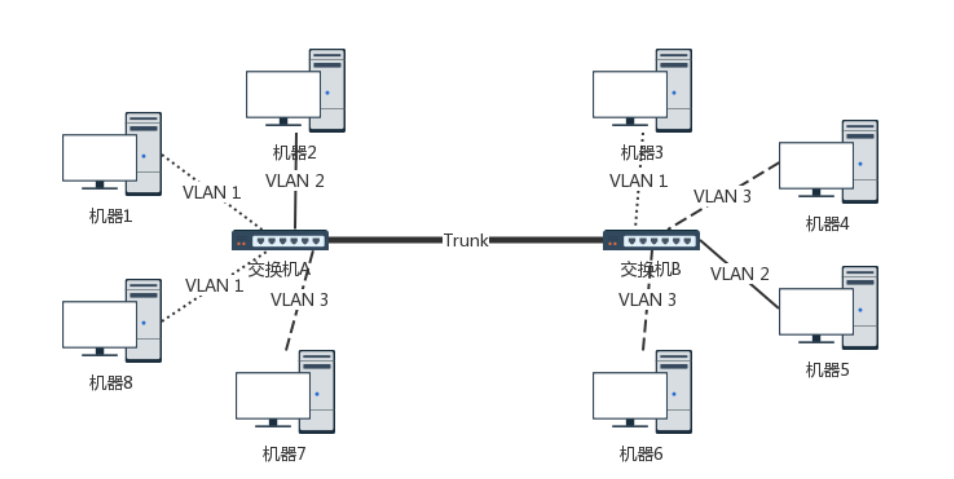 机器2
机器3
VLAN 2
VLAN 1
VLAN 1
VLAN 3
机器1
机器4
Trunk
交换机A
交换机B
VLAN 1
VLAN 3
VLAN 3
VLAN 2
机器8
机器5
机器7
机器6